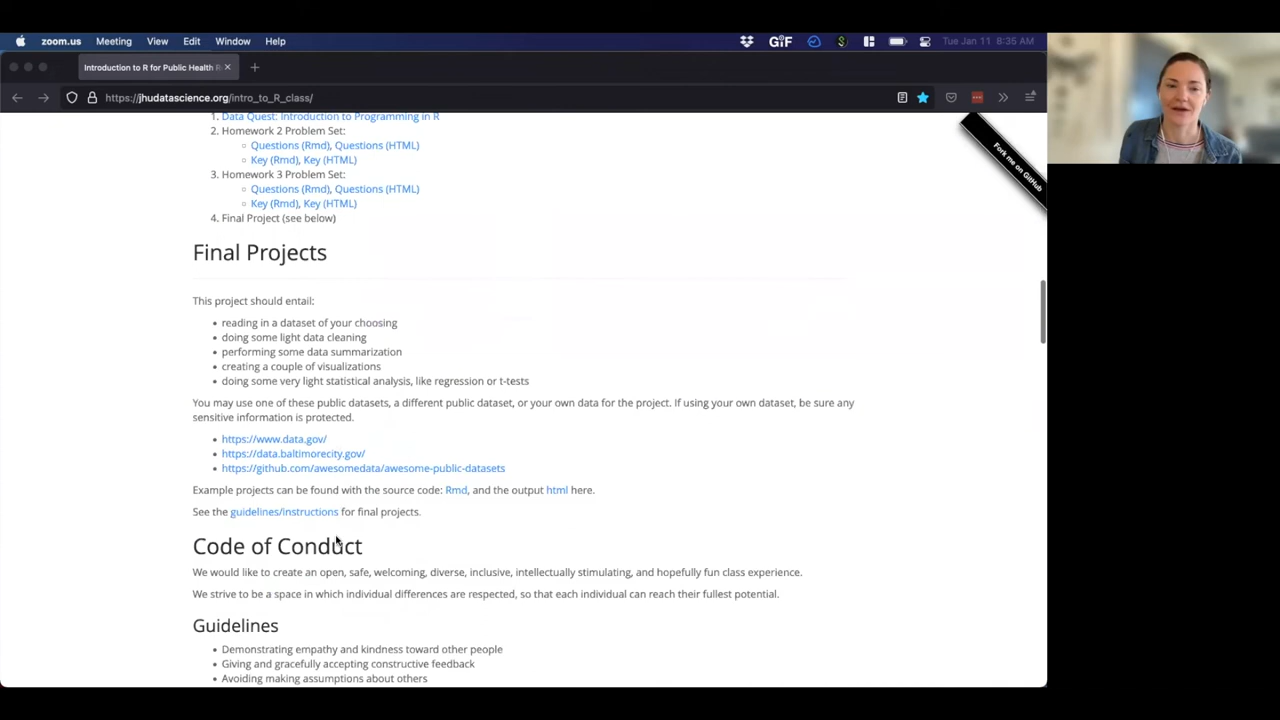 zoom.us Meeting View Edit Window Help GIF Tue Jan 11 8:35 AM
Introduction to R for Public Health R
https://jhudatascience.org/intro_to_R_class/
Fork me on GitHub
1. Data Quest: Introduction to Programming in R
2. Homework 2 Problem Set:
Questions (Rmd), Questions (HTML)
Key (Rmd), Key (HTML)
3. Homework 3 Problem Set:
Questions (Rmd), Questions (HTML)
Key (Rmd), Key (HTML)
4. Final Project (see below)
Final Projects
This project should entail:
reading in a dataset of your choosing
doing some light data cleaning
performing some data summarization
creating a couple of visualizations
doing some very light statistical analysis, like regression or t-tests
You may use one of these public datasets, a different public dataset, or your own data for the project. If using your own dataset, be sure any
sensitive information is protected.
https://www.data.gov/
https://data.baltimorecity.gov/
https://github.com/awesomedata/awesome-public-datasets
Example projects can be found with the source code: Rmd, and the output html here.
See the guidelines/instructions for final projects.
Code of Conduct
We would like to create an open, safe, welcoming, diverse, inclusive, intellectually stimulating, and hopefully fun class experience.
We strive to be a space in which individual differences are respected, so that each individual can reach their fullest potential.
Guidelines
Demonstrating empathy and kindness toward other people
Giving and gracefully accepting constructive feedback
Avoiding making assumptions about others